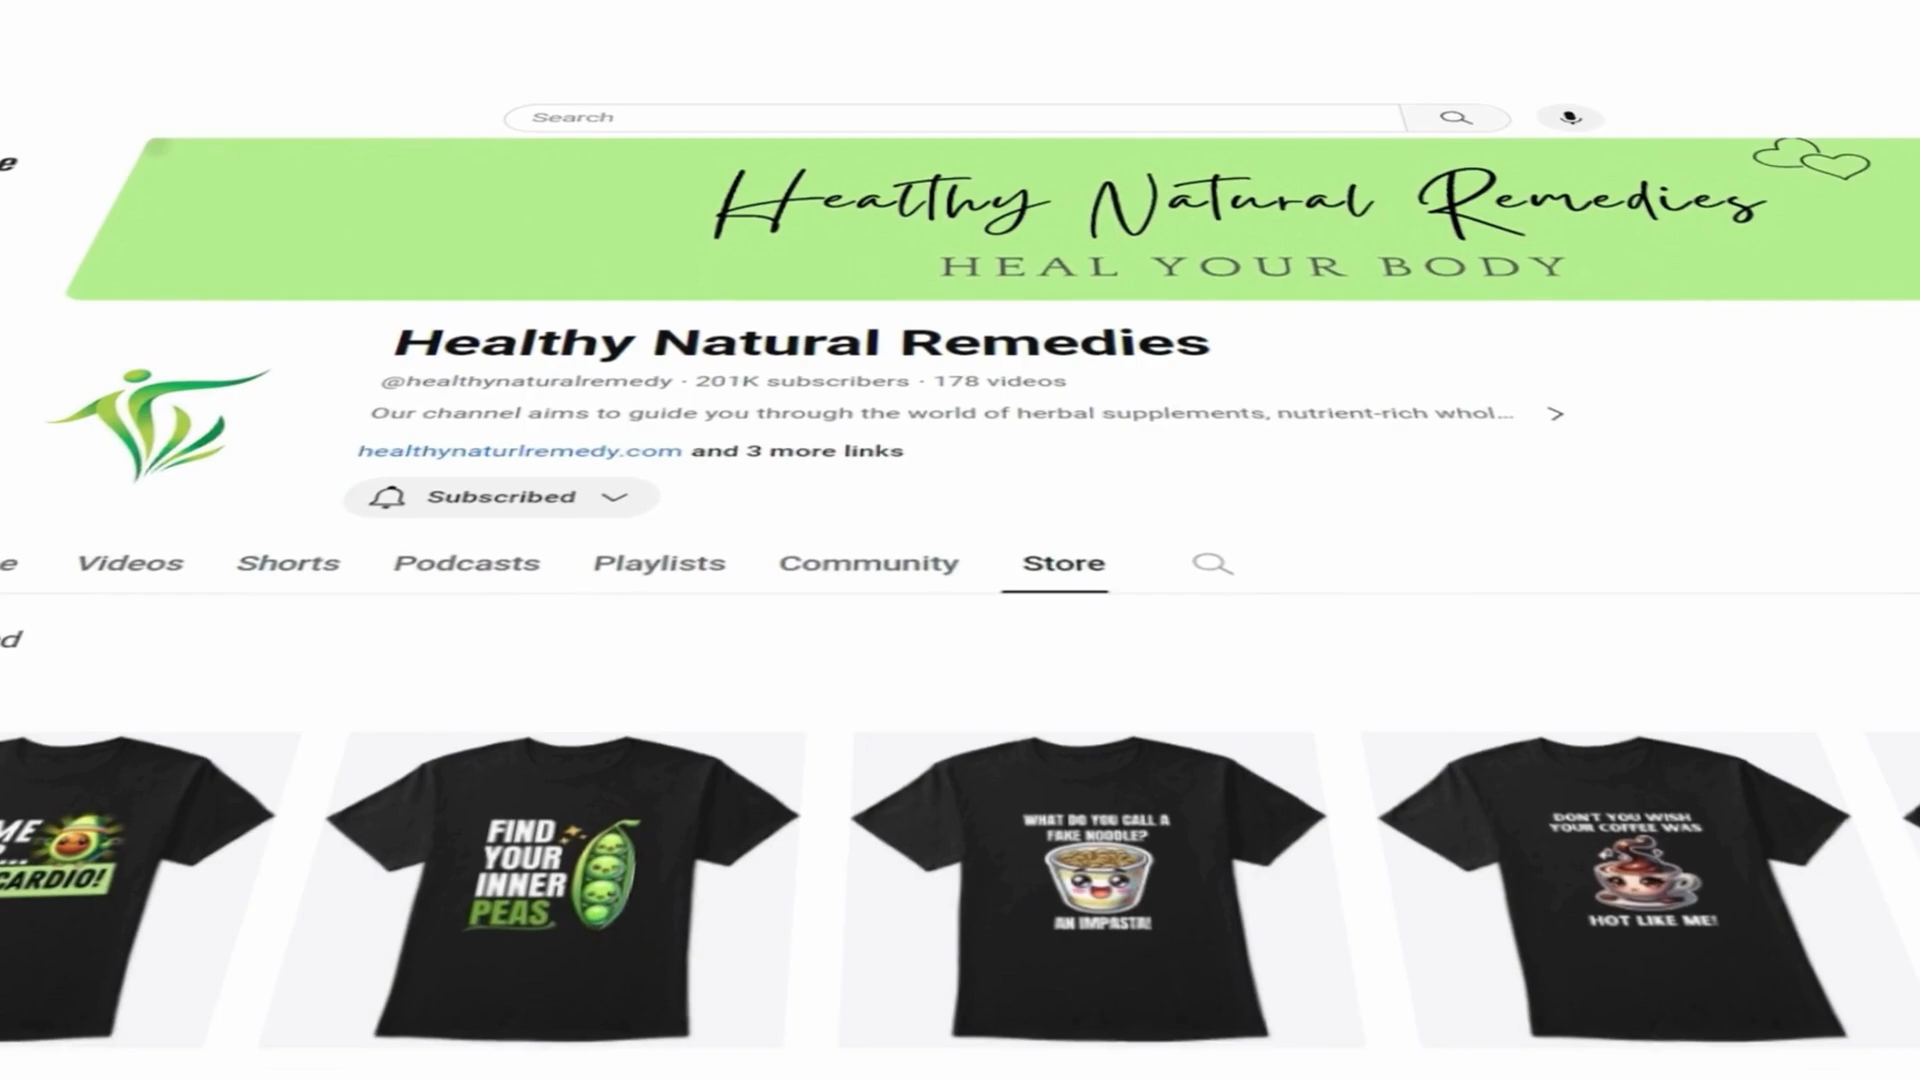 Search
e
Healthy Natural Remedies
HEAL YOUR BODY
Healthy Natural Remedies
@healthynaturalremedy · 201K subscribers · 178 videos
Our channel aims to guide you through the world of herbal supplements, nutrient-rich whol...
healthynaturlremedy.com and 3 more links
Subscribed
e Videos Shorts Podcasts Playlists Community Store
d
ME
CARDIO!
FIND
YOUR
INNER
PEAS.
WHAT DO YOU CALL A
FAKE NOODLE?
AN IMPASTA!
DON'T YOU WISH
YOUR COFFEE WAS
HOT LIKE ME!